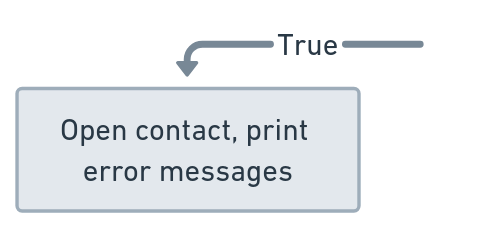 True
Open contact, print
error messages